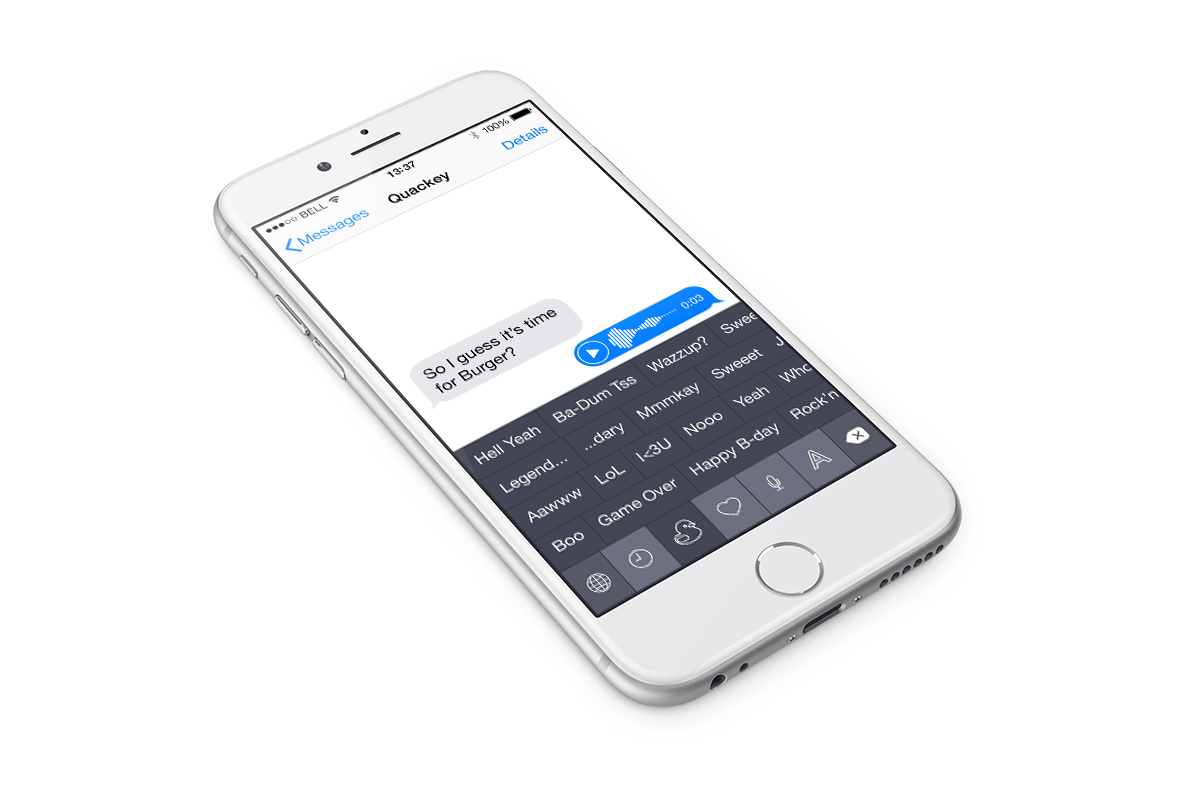 BELL
13:37
100%
Messages
Quackey
Details
So I guess it's time
for Burger?
0:03
Hell Yeah
Ba-Dum Tss
Wazzup?
Swee
Legend...
...dary
Mmmkay
Sweeet
J
Aawww
LoL
I<3U
Nooo
Yeah
Who
Boo
Game Over
Happy B-day
Rock'n
A